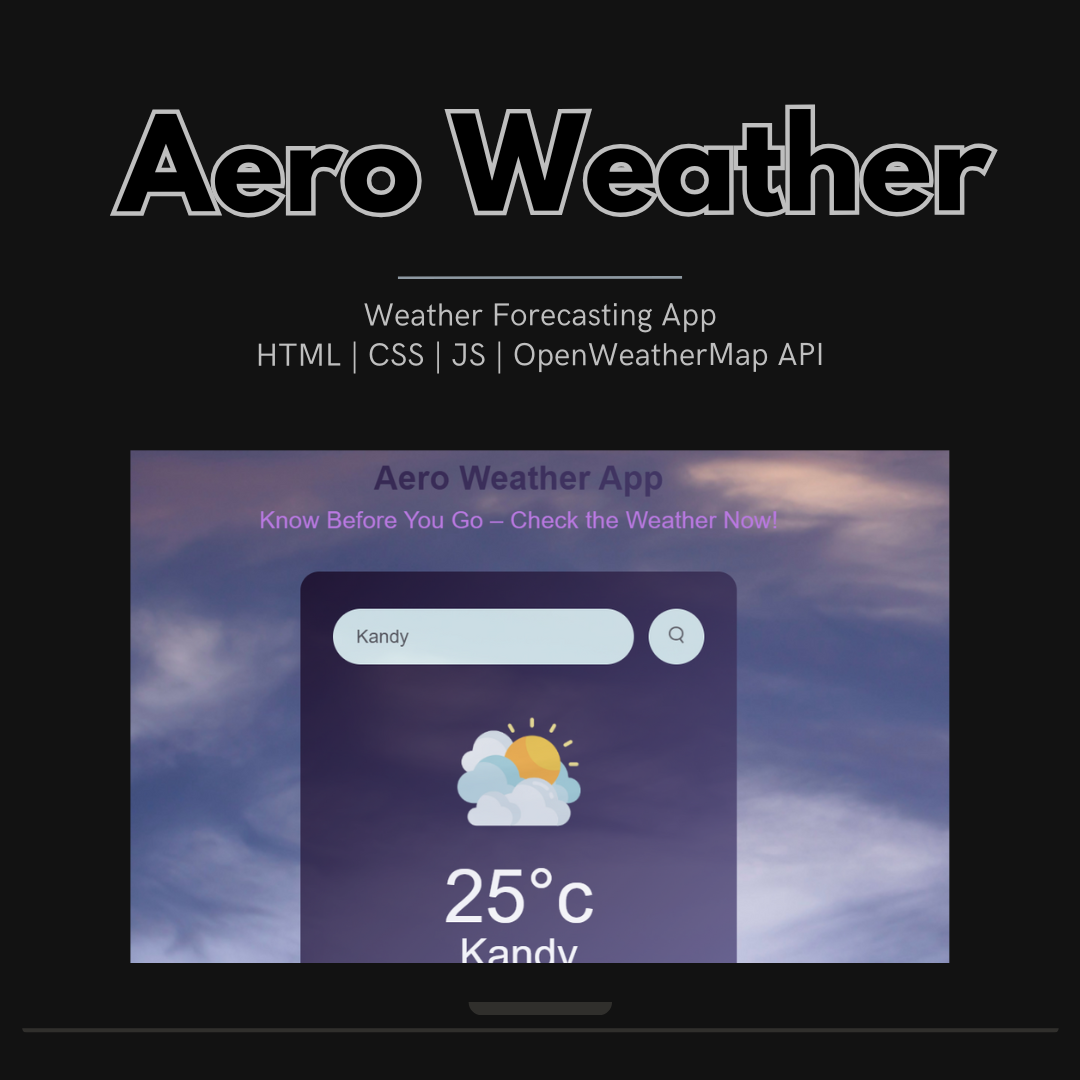 Aero Weather
Weather Forecasting App
HTML | CSS | JS | OpenWeatherMap API
Aero Weather App
Know Before You Go – Check the Weather Now!
Kandy
25°c
Kandy